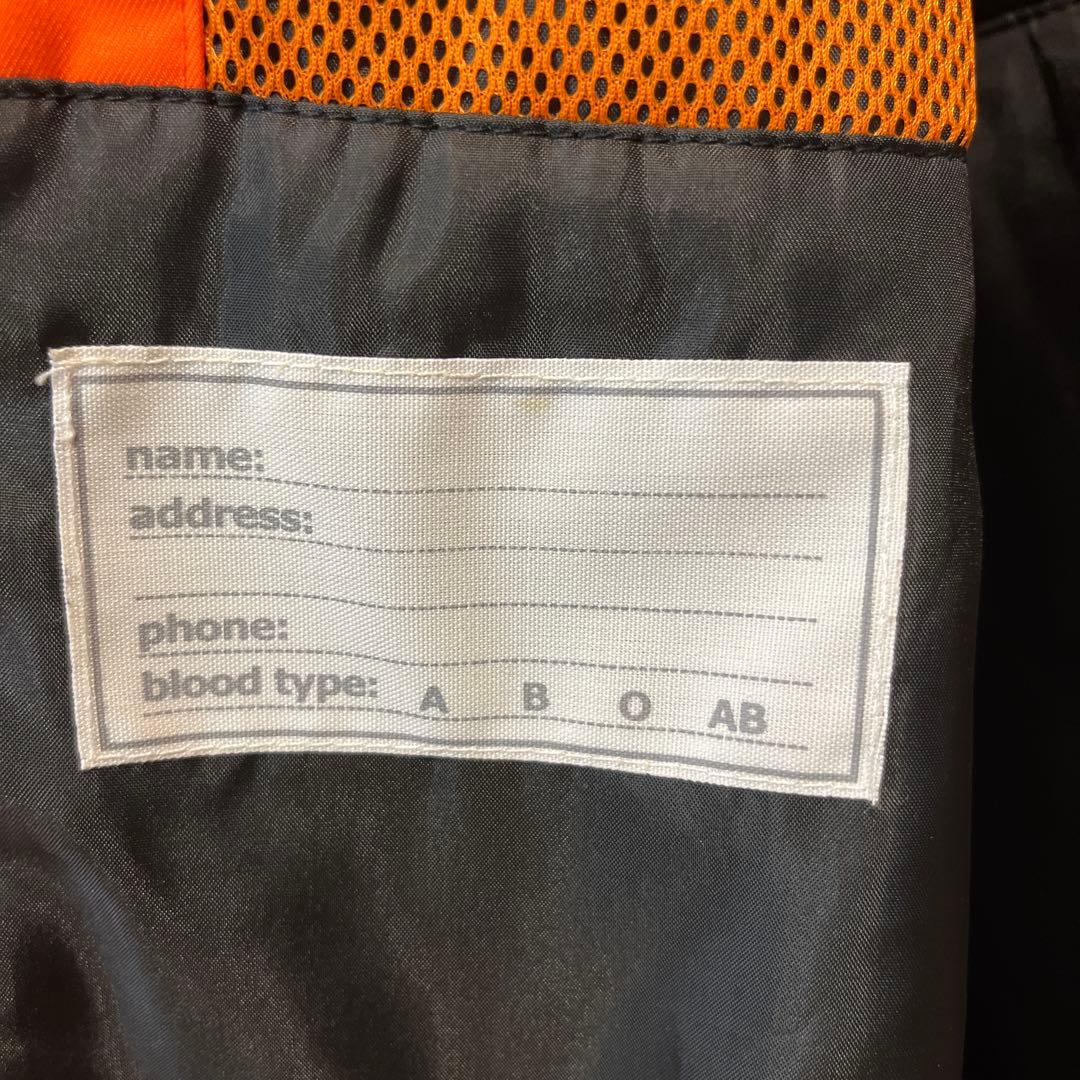 name:
address:
phone:
blood type: A B O AB